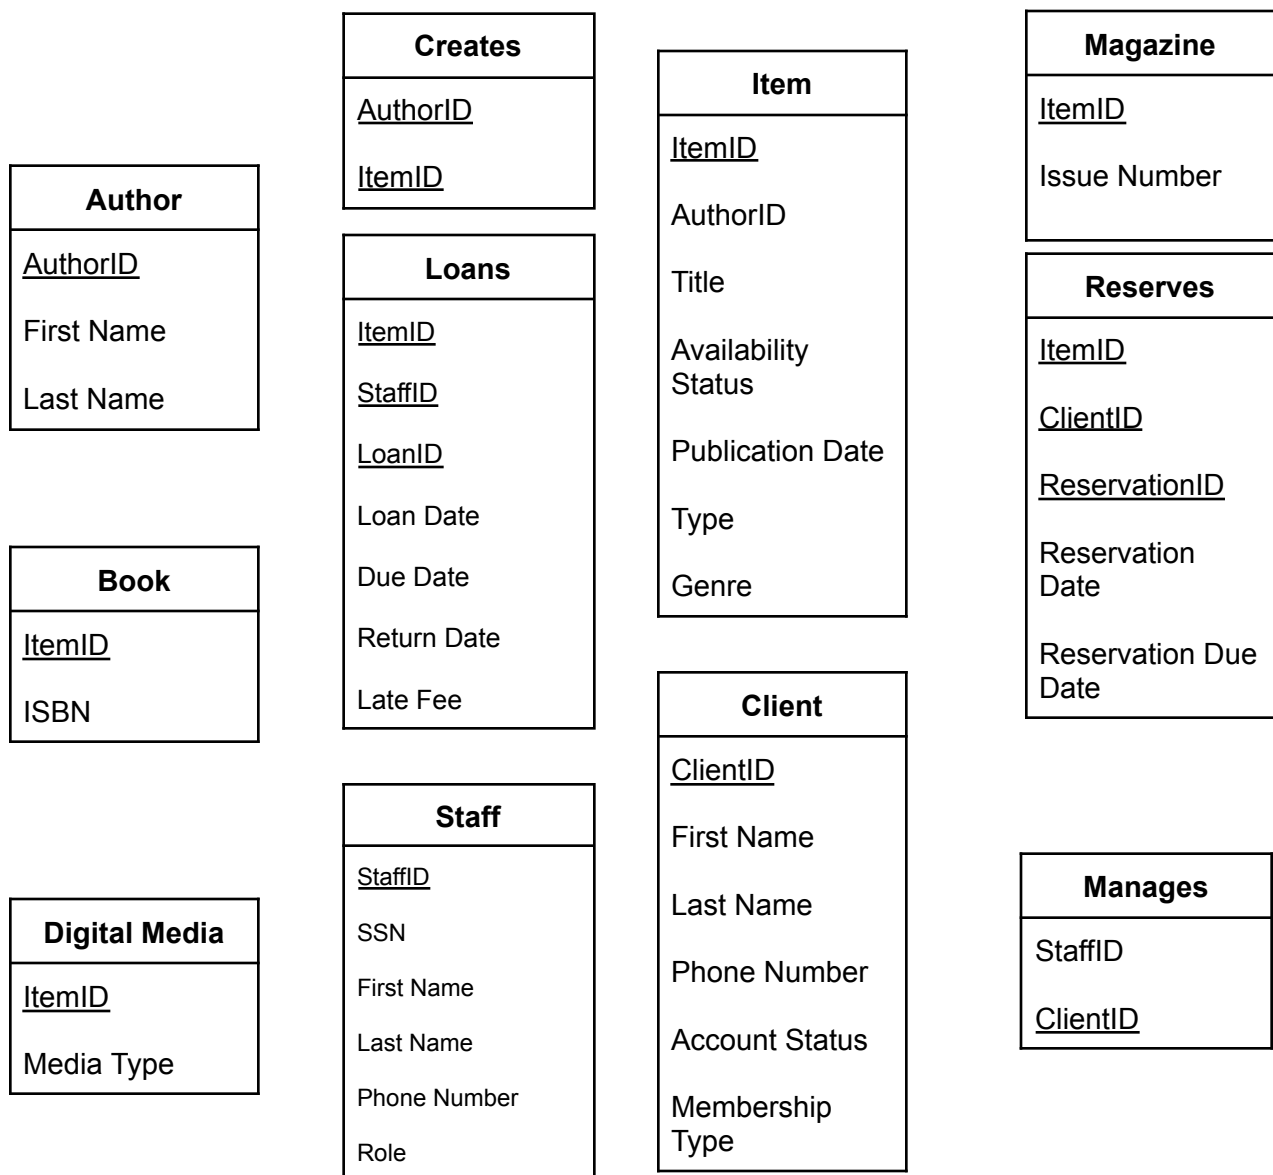 Creates
AuthorID
ItemID
Item
ItemID
AuthorID
Title
Availability
Status
Publication Date
Type
Genre
Magazine
ItemID
Issue Number
Author
AuthorID
First Name
Last Name
Loans
ItemID
StaffID
LoanID
Loan Date
Due Date
Return Date
Late Fee
Reserves
ItemID
ClientID
ReservationID
Reservation
Date
Reservation Due
Date
Book
ItemID
ISBN
Client
ClientID
First Name
Last Name
Phone Number
Account Status
Membership
Type
Staff
StaffID
SSN
First Name
Last Name
Phone Number
Role
Manages
StaffID
ClientID
Digital Media
ItemID
Media Type